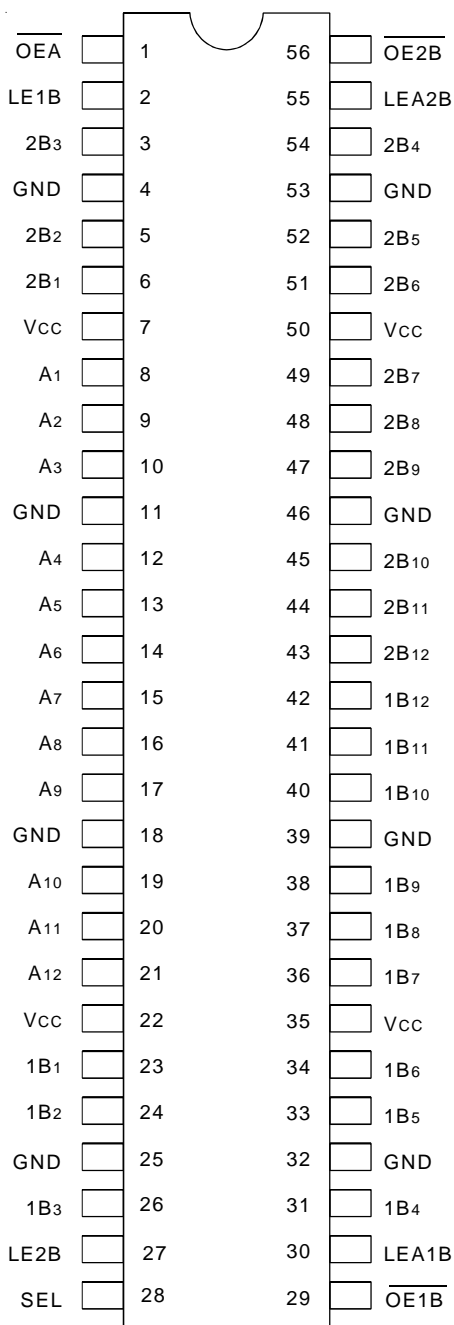 OEA 1 56 OE2B
LE1B 2 55 LEA2B
2B3 3 54 2B4
GND 4 53 GND
2B2 5 52 2B5
2B1 6 51 2B6
VCC 7 50 VCC
A1 8 49 2B7
A2 9 48 2B8
A3 10 47 2B9
GND 11 46 GND
A4 12 45 2B10
A5 13 44 2B11
A6 14 43 2B12
A7 15 42 1B12
A8 16 41 1B11
A9 17 40 1B10
GND 18 39 GND
A10 19 38 1B9
A11 20 37 1B8
A12 21 36 1B7
VCC 22 35 VCC
1B1 23 34 1B6
1B2 24 33 1B5
GND 25 32 GND
1B3 26 31 1B4
LE2B 27 30 LEA1B
SEL 28 29 OE1B